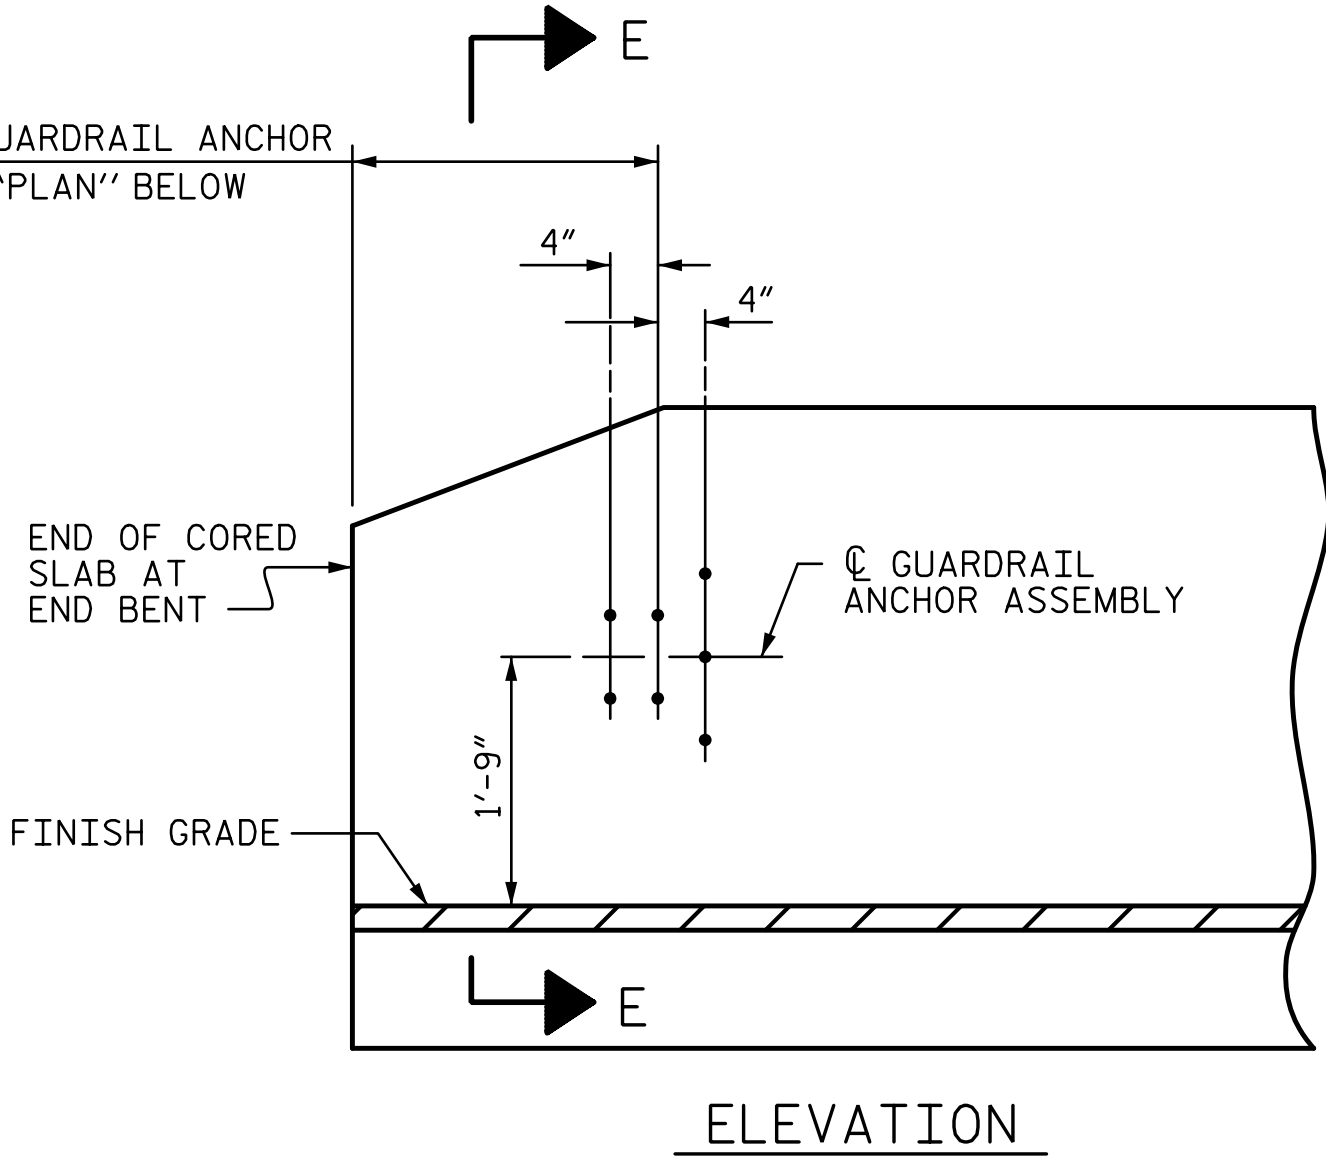 E
UARDRAIL ANCHOR
"PLAN" BELOW
4"
4"
END OF CORED
SLAB AT
END BENT
℄ GUARDRAIL
ANCHOR ASSEMBLY
1'-9"
FINISH GRADE
E
ELEVATION